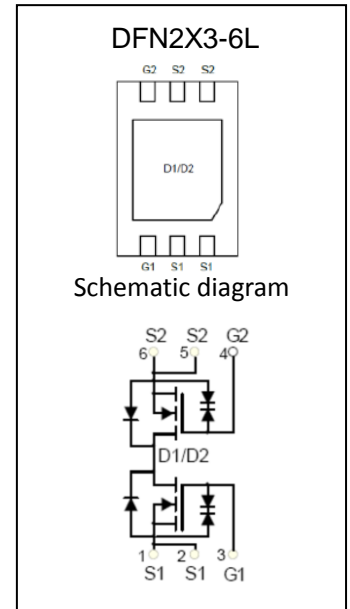 DFN2X3-6L
G2 S2 S2
D1/D2
G1 S1 S1
Schematic diagram
S2 S2 G2
6 5 4
D1/D2
1 2 3
S1 S1 G1